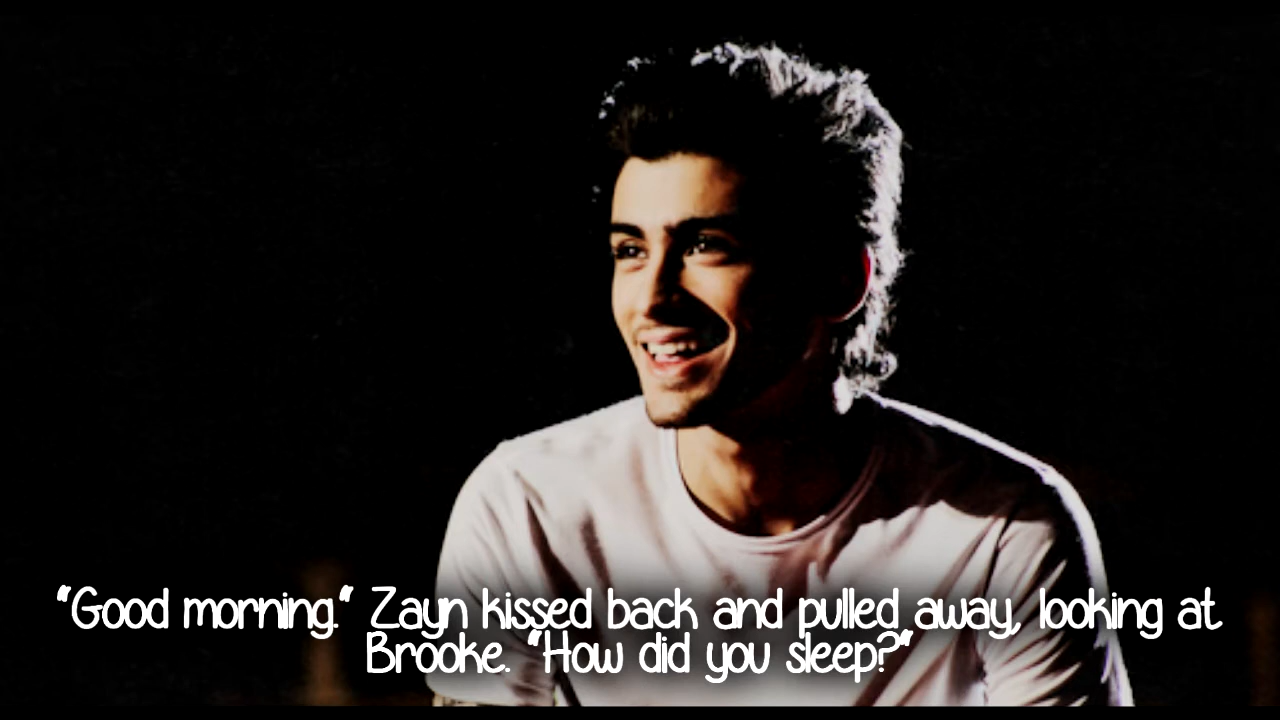 “Good morning.“ Zayn kissed back and pulled away, looking at
Brooke. “How did you sleep?“